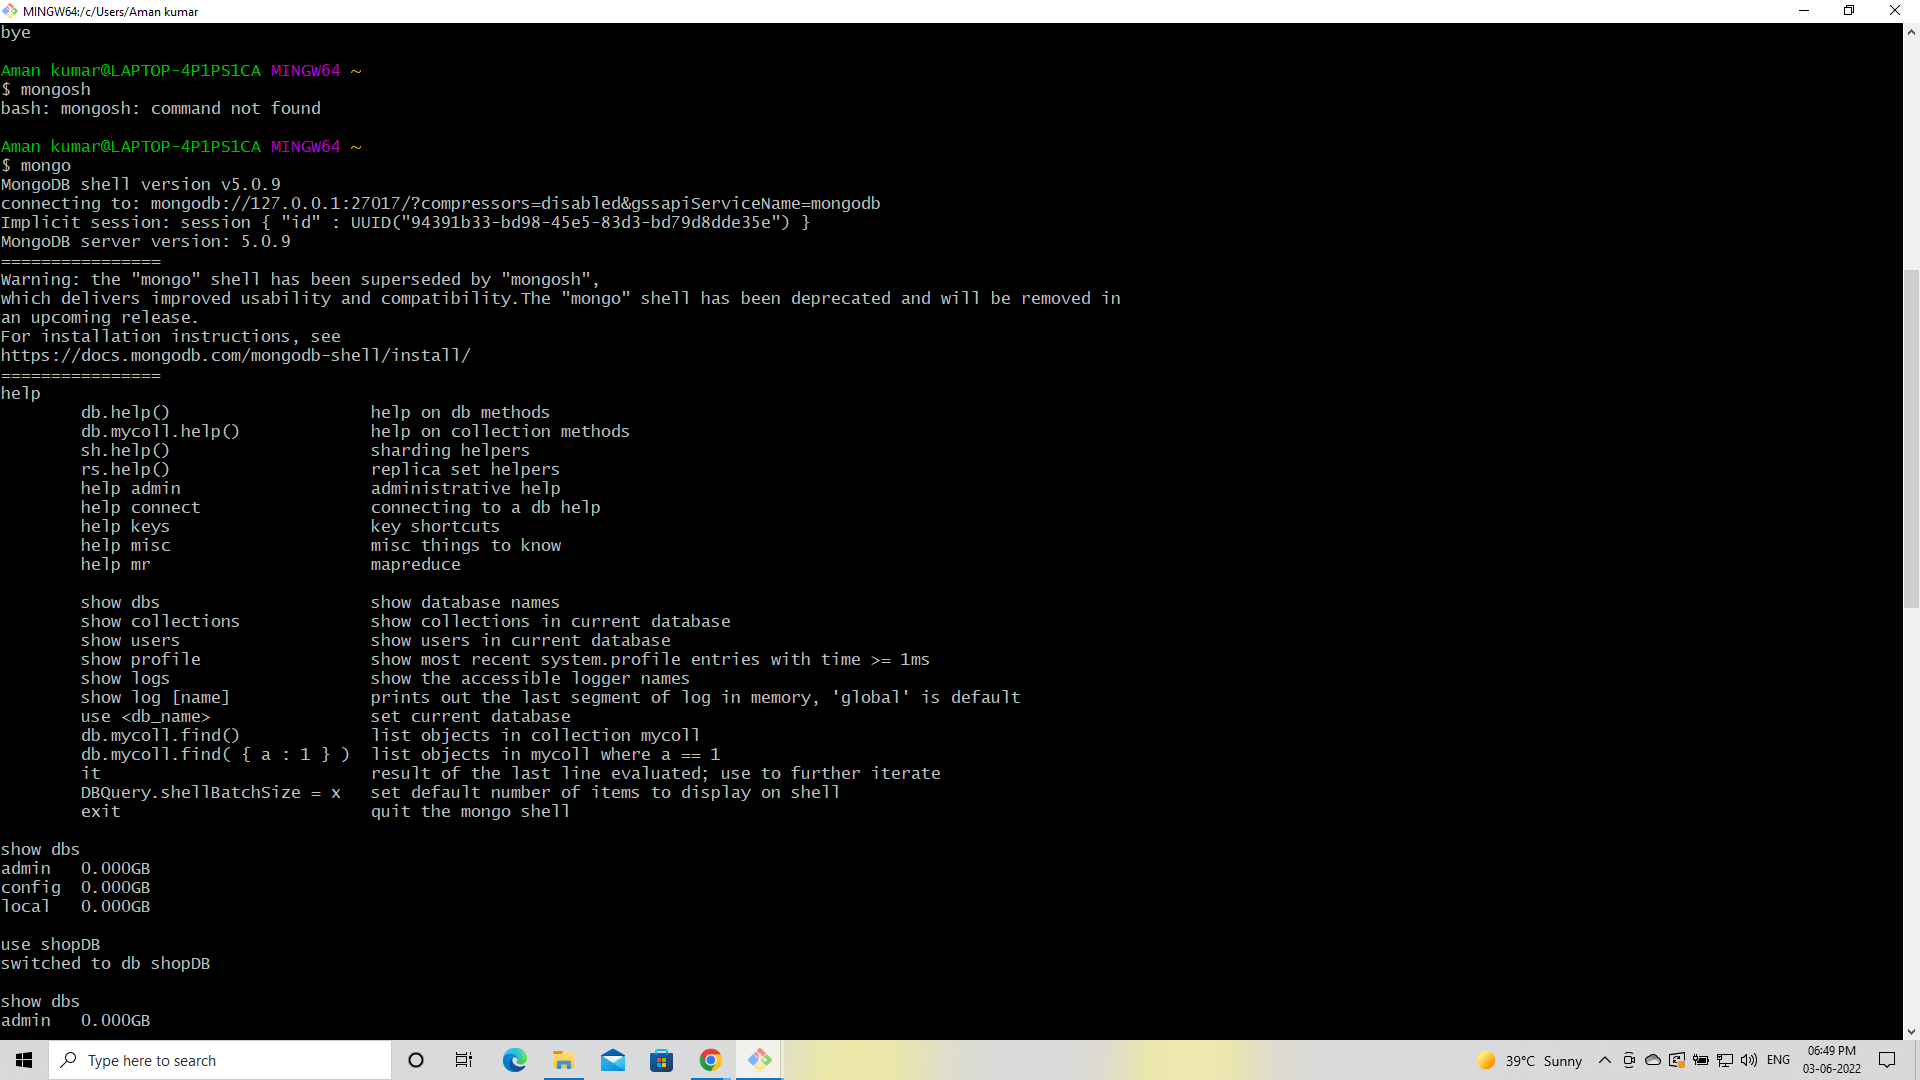 MINGW64:/c/Users/Aman kumar
bye
Aman kumar@LAPTOP-4P1PS1CA MINGW64 ~
$ mongosh
bash: mongosh: command not found
Aman kumar@LAPTOP-4P1PS1CA MINGW64 ~
$ mongo
MongoDB shell version v5.0.9
connecting to: mongodb://127.0.0.1:27017/?compressors=disabled&gssapiServiceName=mongodb
Implicit session: session { "id" : UUID("94391b33-bd98-45e5-83d3-bd79d8dde35e") }
MongoDB server version: 5.0.9
================
Warning: the "mongo" shell has been superseded by "mongosh",
which delivers improved usability and compatibility.The "mongo" shell has been deprecated and will be removed in
an upcoming release.
For installation instructions, see
https://docs.mongodb.com/mongodb-shell/install/
================
help
db.help() help on db methods
db.mycoll.help() help on collection methods
sh.help() sharding helpers
rs.help() replica set helpers
help admin administrative help
help connect connecting to a db help
help keys key shortcuts
help misc misc things to know
help mr mapreduce
show dbs show database names
show collections show collections in current database
show users show users in current database
show profile show most recent system.profile entries with time >= 1ms
show logs show the accessible logger names
show log [name] prints out the last segment of log in memory, 'global' is default
use <db_name> set current database
db.mycoll.find() list objects in collection mycoll
db.mycoll.find( { a : 1 } ) list objects in mycoll where a == 1
it result of the last line evaluated; use to further iterate
DBQuery.shellBatchSize = x set default number of items to display on shell
exit quit the mongo shell
show dbs
admin 0.000GB
config 0.000GB
local 0.000GB
use shopDB
switched to db shopDB
show dbs
admin 0.000GB
Type here to search
39°C Sunny
ENG
06:49 PM
03-06-2022